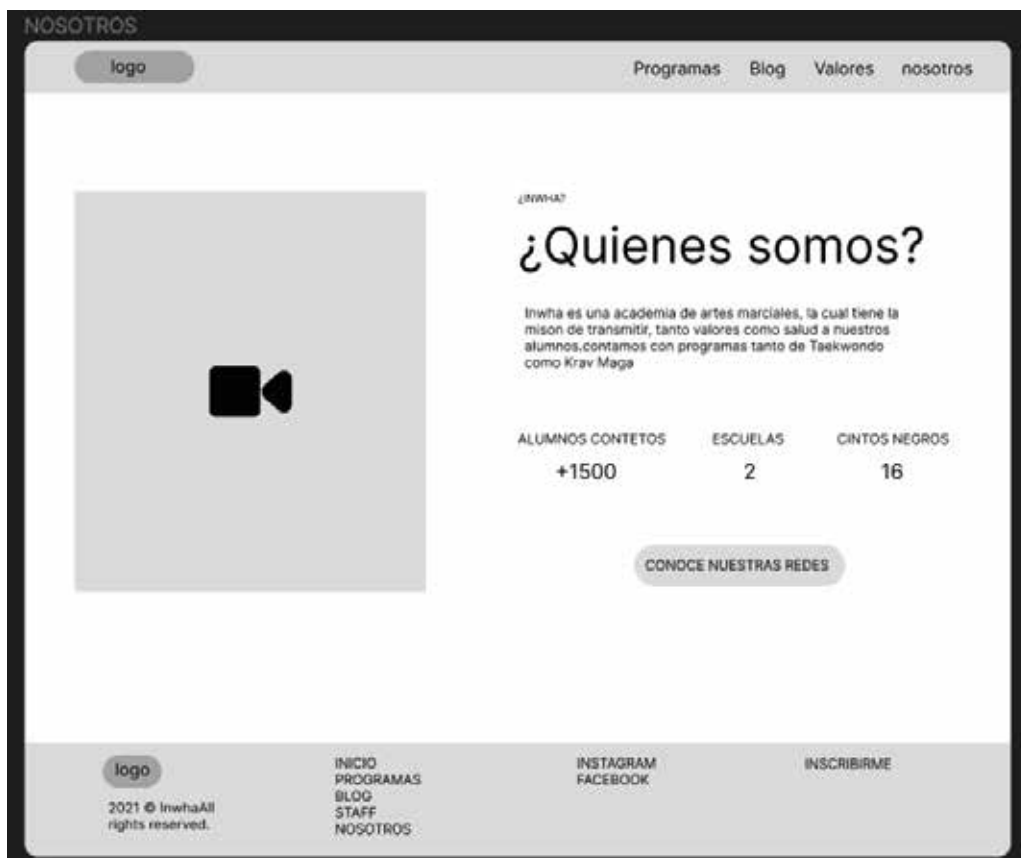 NOSOTROS
logo
Programas Blog Valores nosotros
¿INWHA?
¿Quienes somos?
Inwha es una academia de artes marciales, la cual tiene la
mison de transmitir, tanto valores como salud a nuestros
alumnos.contamos con programas tanto de Taekwondo
como Krav Maga
ALUMNOS CONTETOS ESCUELAS CINTOS NEGROS
+1500 2 16
CONOCE NUESTRAS REDES
logo
2021 © InwhaAll
rights reserved.
INICIO
PROGRAMAS
BLOG
STAFF
NOSOTROS
INSTAGRAM
FACEBOOK
INSCRIBIRME